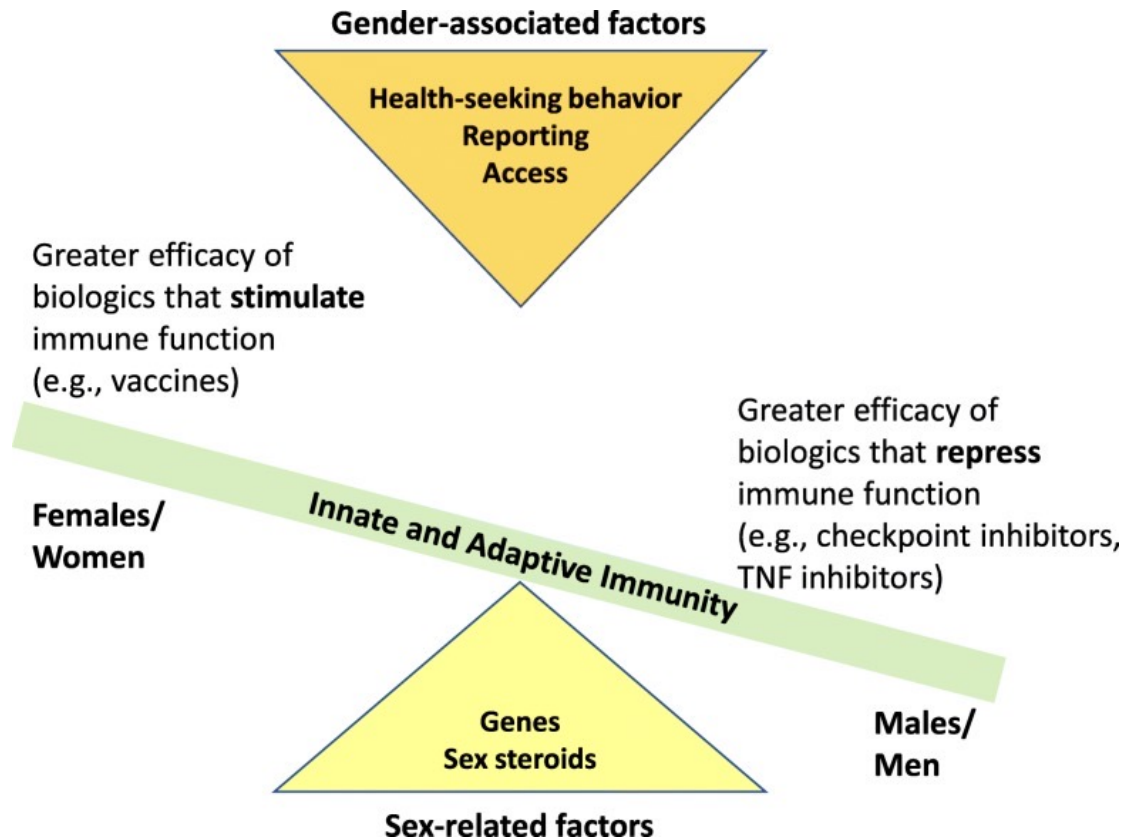 Gender-associated factors
Health-seeking behavior
Reporting
Access
Greater efficacy of
biologics that stimulate
immune function
(e.g., vaccines)
Greater efficacy of
biologics that repress
immune function
(e.g., checkpoint inhibitors,
TNF inhibitors)
Innate and Adaptive Immunity
Females/
Women
Males/
Men
Genes
Sex steroids
Sex-related factors